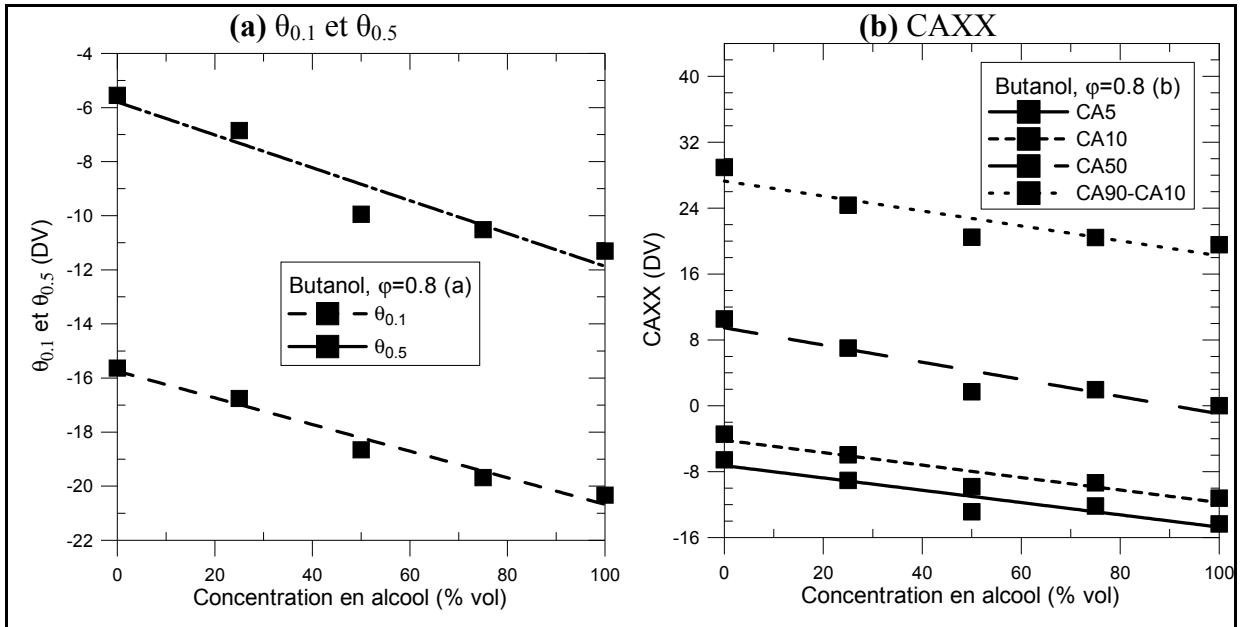 (a) θ0.1 et θ0.5
-4
-6
-8
-10
-12
-14
-16
-18
-20
-22
θ0.1 et θ0.5 (DV)
Butanol, φ=0.8 (a)
θ0.1
θ0.5
0
20
40
60
80
100
Concentration en alcool (% vol)
(b) CAXX
40
32
24
16
8
0
-8
-16
CAXX (DV)
Butanol, φ=0.8 (b)
CA5
CA10
CA50
CA90-CA10
0
20
40
60
80
100
Concentration en alcool (% vol)